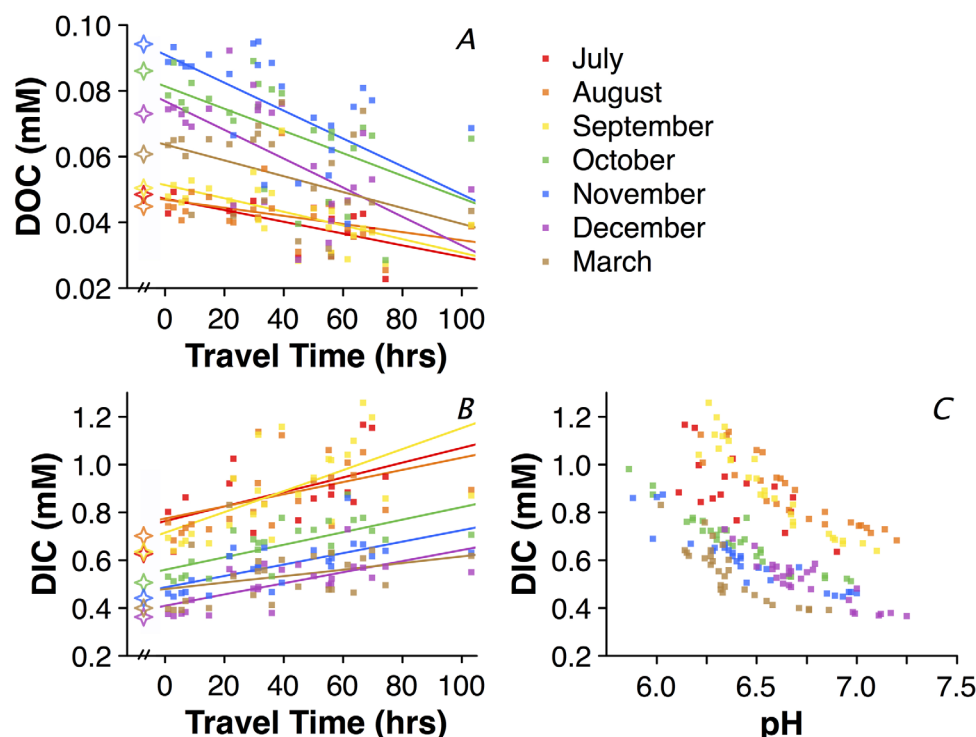 A
0.10
0.08
0.06
0.04
0.02
DOC (mM)
//
0 20 40 60 80 100
Travel Time (hrs)
July
August
September
October
November
December
March
B
1.2
1.0
0.8
0.6
0.4
0.2
DIC (mM)
//
0 20 40 60 80 100
Travel Time (hrs)
C
1.2
1.0
0.8
0.6
0.4
0.2
DIC (mM)
6.0 6.5 7.0 7.5
pH